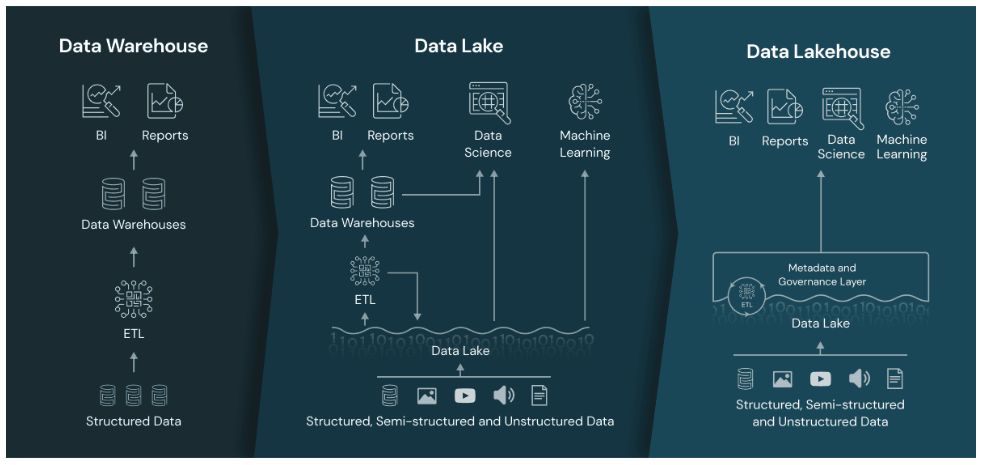 Data Warehouse
BI
Reports
Data Warehouses
ETL
Structured Data
Data Lake
BI
Reports
Data
Science
Machine
Learning
Data Warehouses
ETL
Data Lake
Structured, Semi-structured and Unstructured Data
Data Lakehouse
BI
Reports
Data
Science
Machine
Learning
Metadata and
Governance Layer
ETL
Data Lake
Structured, Semi-structured
and Unstructured Data